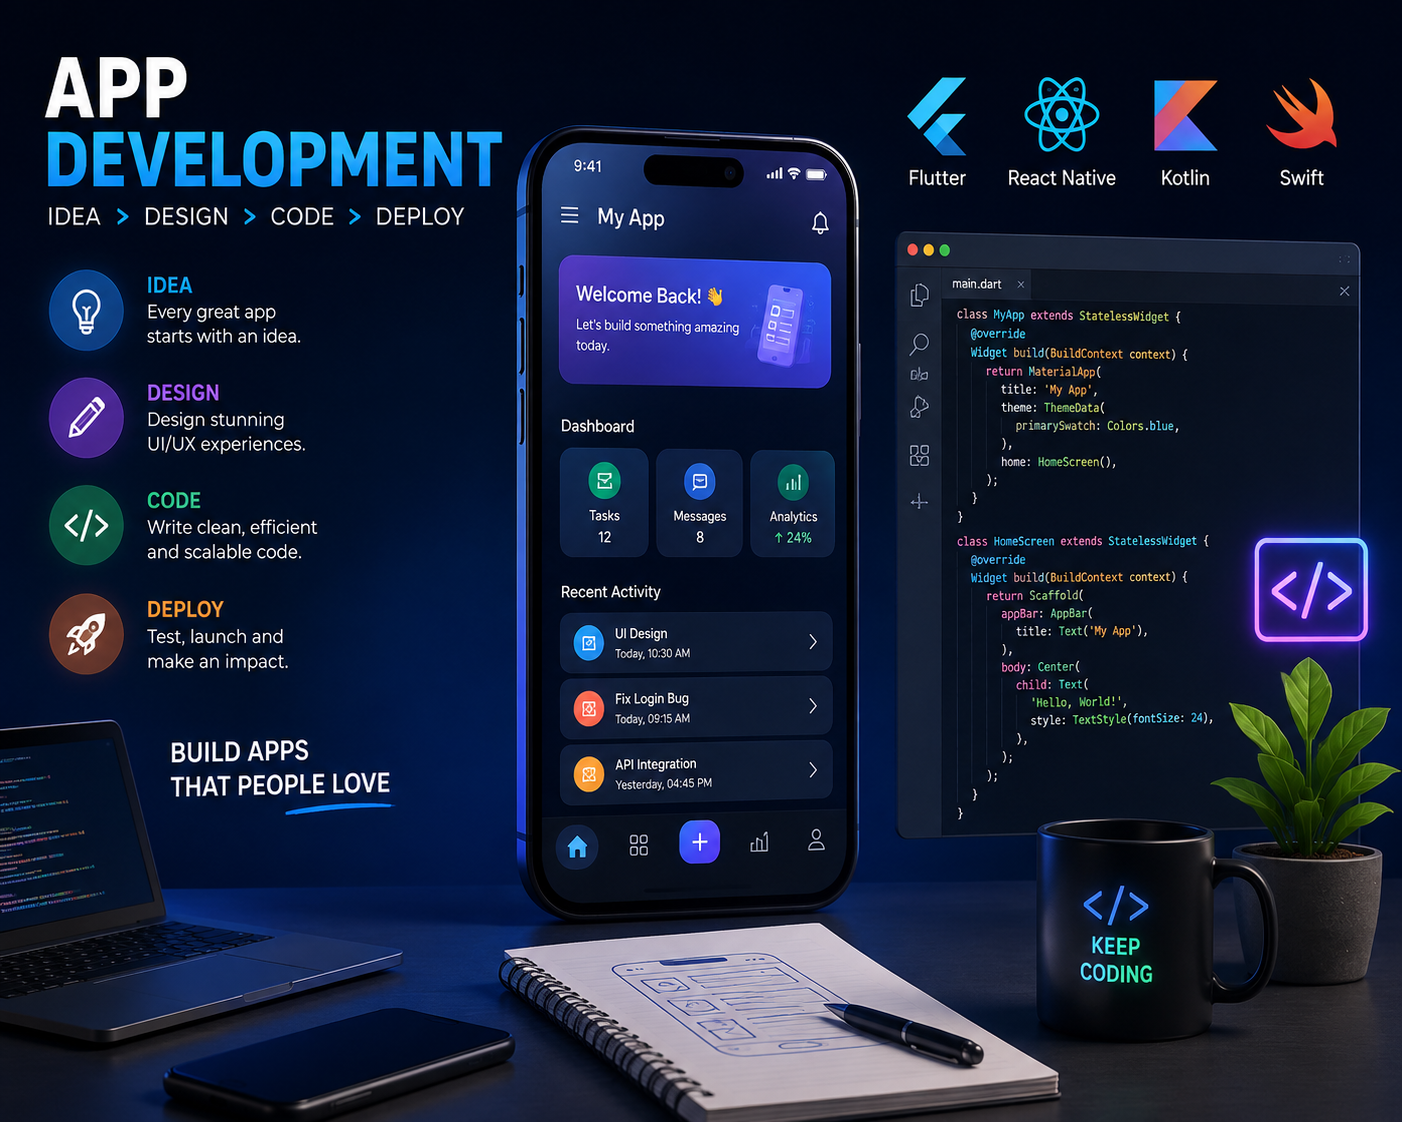 APP
DEVELOPMENT
IDEA > DESIGN > CODE > DEPLOY
IDEA
Every great app
starts with an idea.
DESIGN
Design stunning
UI/UX experiences.
CODE
Write clean, efficient
and scalable code.
DEPLOY
Test, launch and
make an impact.
BUILD APPS
THAT PEOPLE LOVE
9:41
My App
Welcome Back! 👋
Let's build something amazing
today.
Dashboard
Tasks
12
Messages
8
Analytics
↑ 24%
Recent Activity
UI Design
Today, 10:30 AM
Fix Login Bug
Today, 09:15 AM
API Integration
Yesterday, 04:45 PM
Flutter
React Native
Kotlin
Swift
main.dart ×
class MyApp extends StatelessWidget {
@override
Widget build(BuildContext context) {
return MaterialApp(
title: 'My App',
theme: ThemeData(
primarySwatch: Colors.blue,
),
home: HomeScreen(),
);
}
}
class HomeScreen extends StatelessWidget {
@override
Widget build(BuildContext context) {
return Scaffold(
appBar: AppBar(
title: Text('My App'),
),
body: Center(
child: Text(
'Hello, World!',
style: TextStyle(fontSize: 24),
),
);
);
}
}
</>
</>
KEEP
CODING